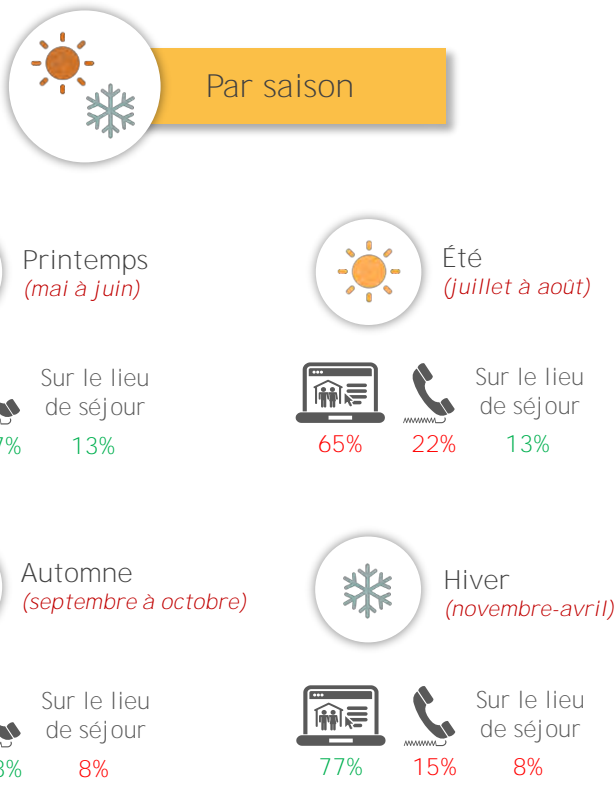 Par saison
Printemps
(mai à juin)
Sur le lieu
de séjour
7%
13%
Été
(juillet à août)
Sur le lieu
de séjour
65%
22%
13%
Automne
(septembre à octobre)
Sur le lieu
de séjour
8%
Hiver
(novembre-avril)
Sur le lieu
de séjour
77%
15%
8%